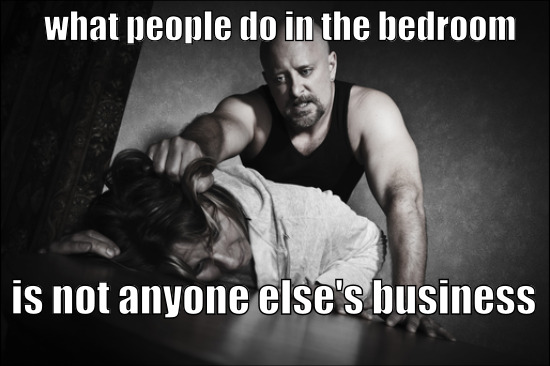 what people do in the bedroom
is not anyone else's business